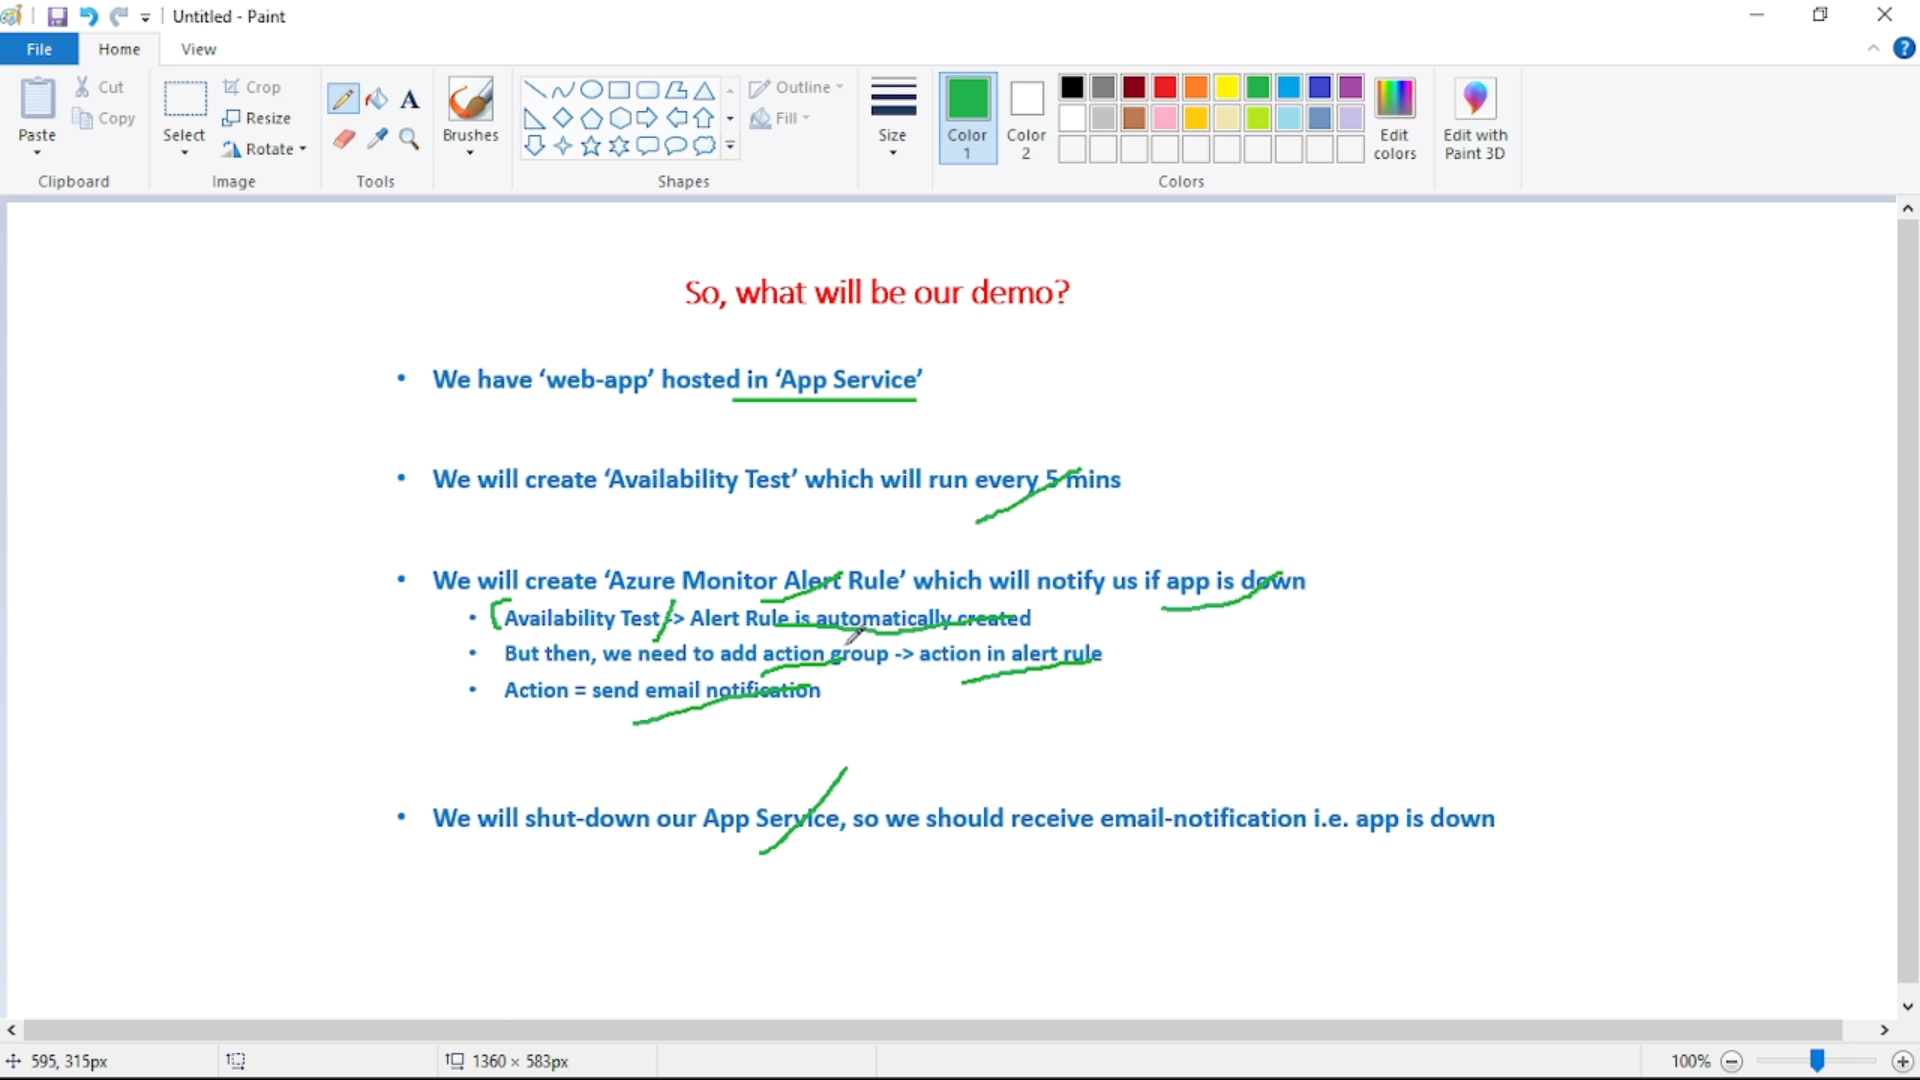 Untitled - Paint
File Home View
Paste
Cut
Copy
Clipboard
Select
Crop
Resize
Rotate
Image
Tools
Brushes
Shapes
Outline
Fill
Size
Color 1
Color 2
Edit colors
Edit with Paint 3D
Colors
So, what will be our demo?
• We have ‘web-app’ hosted in ‘App Service’
• We will create ‘Availability Test’ which will run every 5 mins
• We will create ‘Azure Monitor Alert Rule’ which will notify us if app is down
• Availability Test -> Alert Rule is automatically created
• But then, we need to add action group -> action in alert rule
• Action = send email notification
• We will shut-down our App Service, so we should receive email-notification i.e. app is down
595, 315px
1360 × 583px
100%